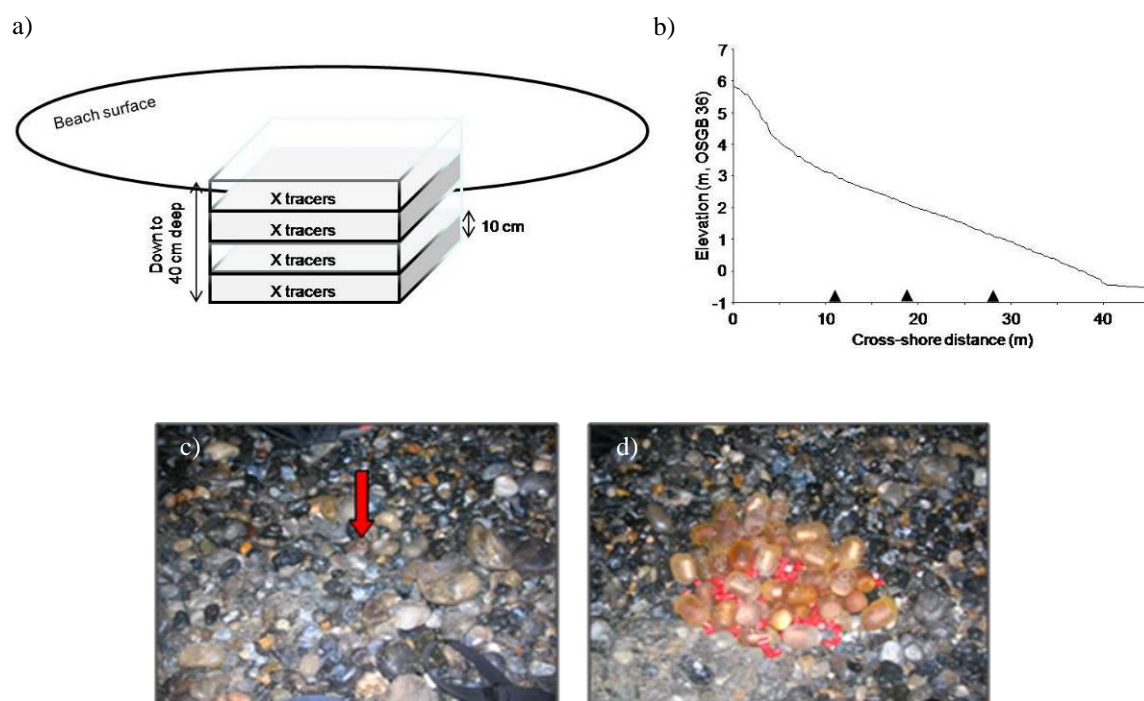 a)
Beach surface
Down to
40 cm deep
X tracers
X tracers
X tracers
X tracers
10 cm
b)
Elevation (m, OSGB 36)
7
6
5
4
3
2
1
0
-1
0 10 20 30 40
Cross-shore distance (m)
c)
d)